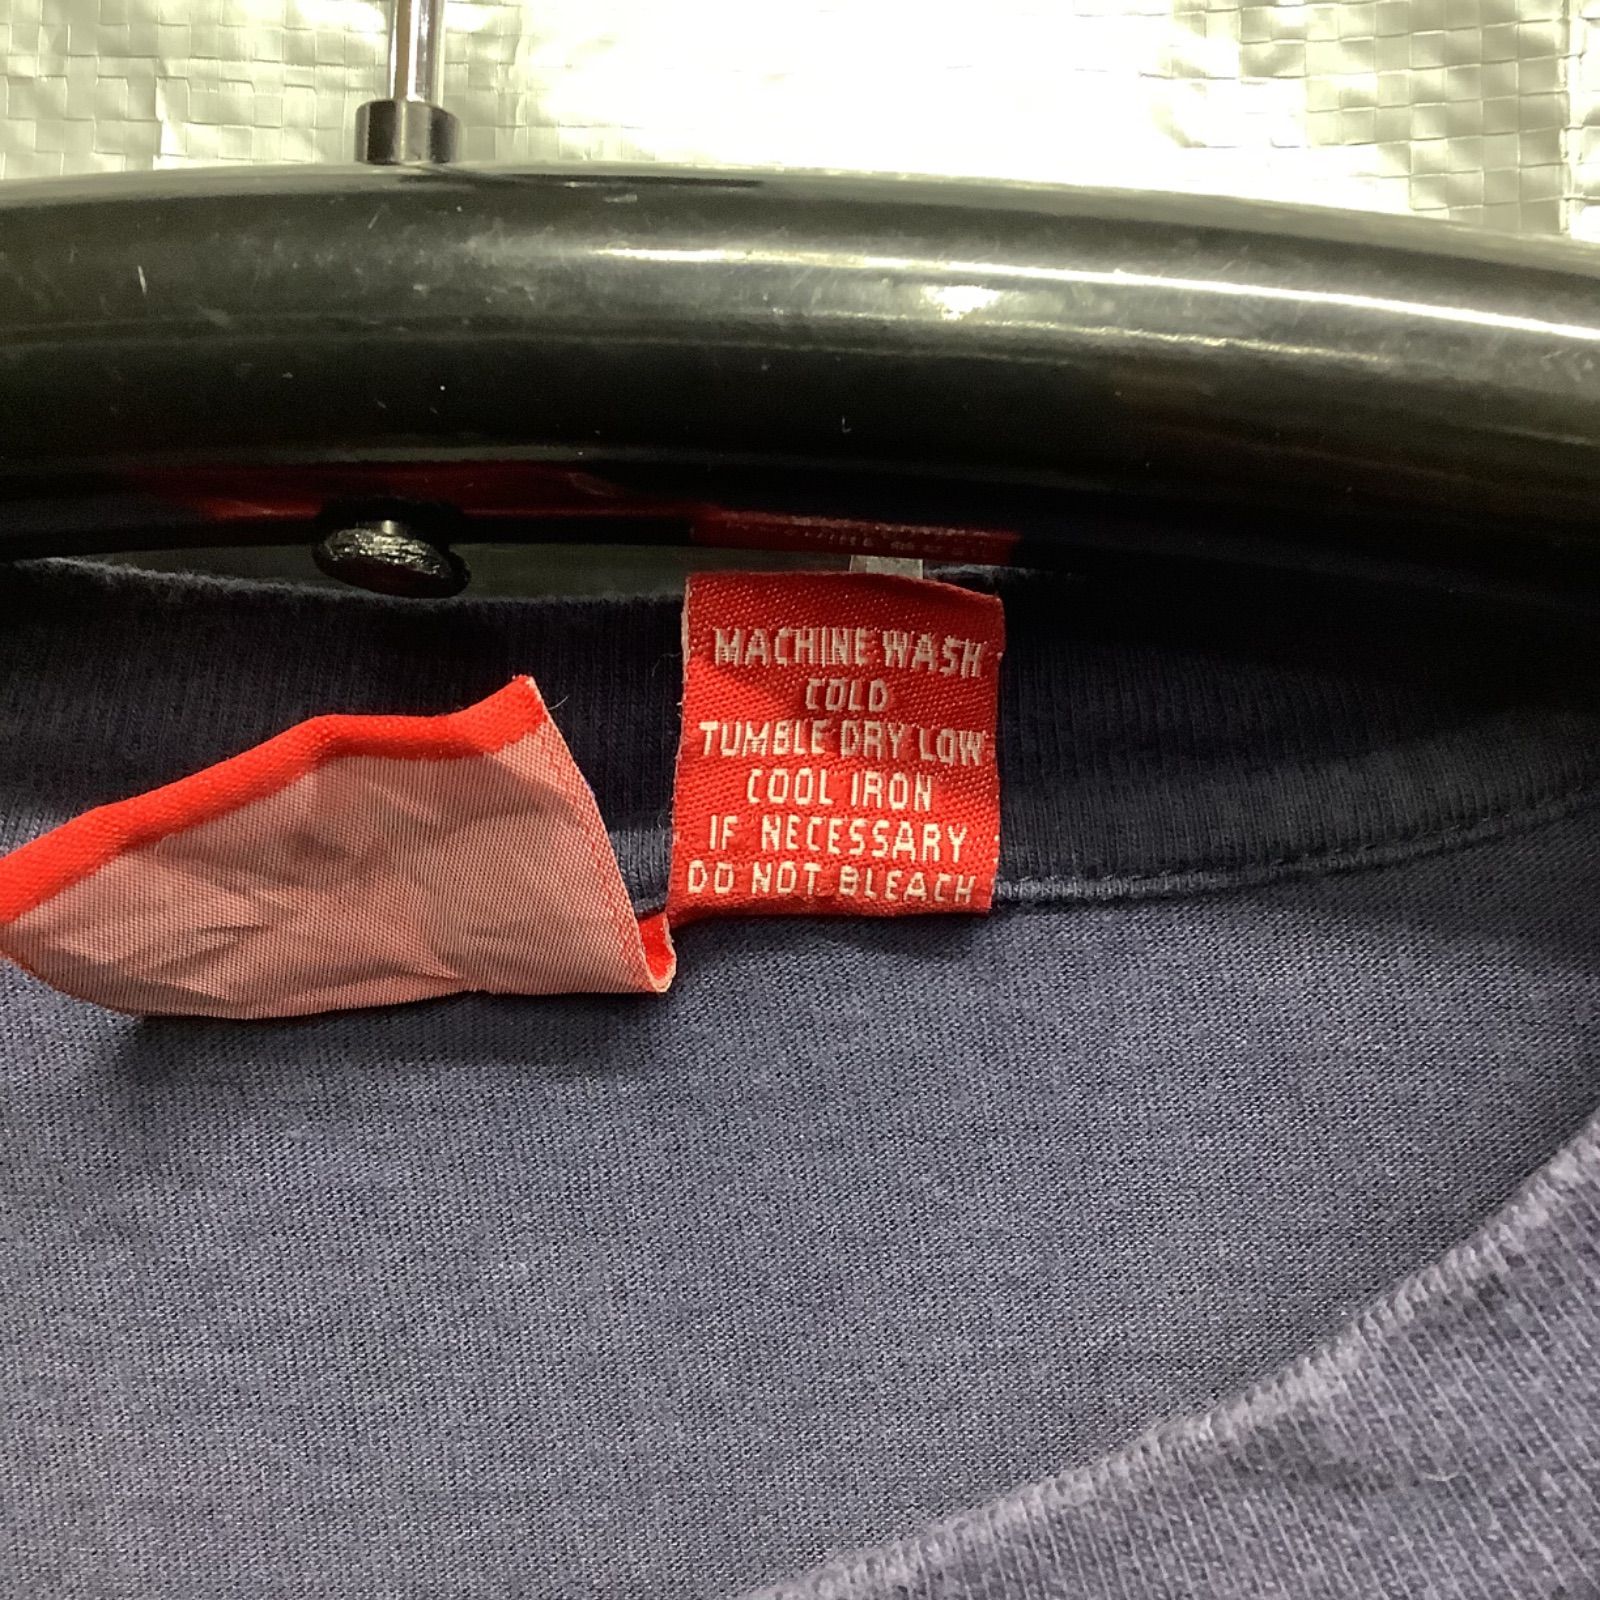 MACHINE WASH
COLD
TUMBLE DRY LOW
COOL IRON
IF NECESSARY
DO NOT BLEACH